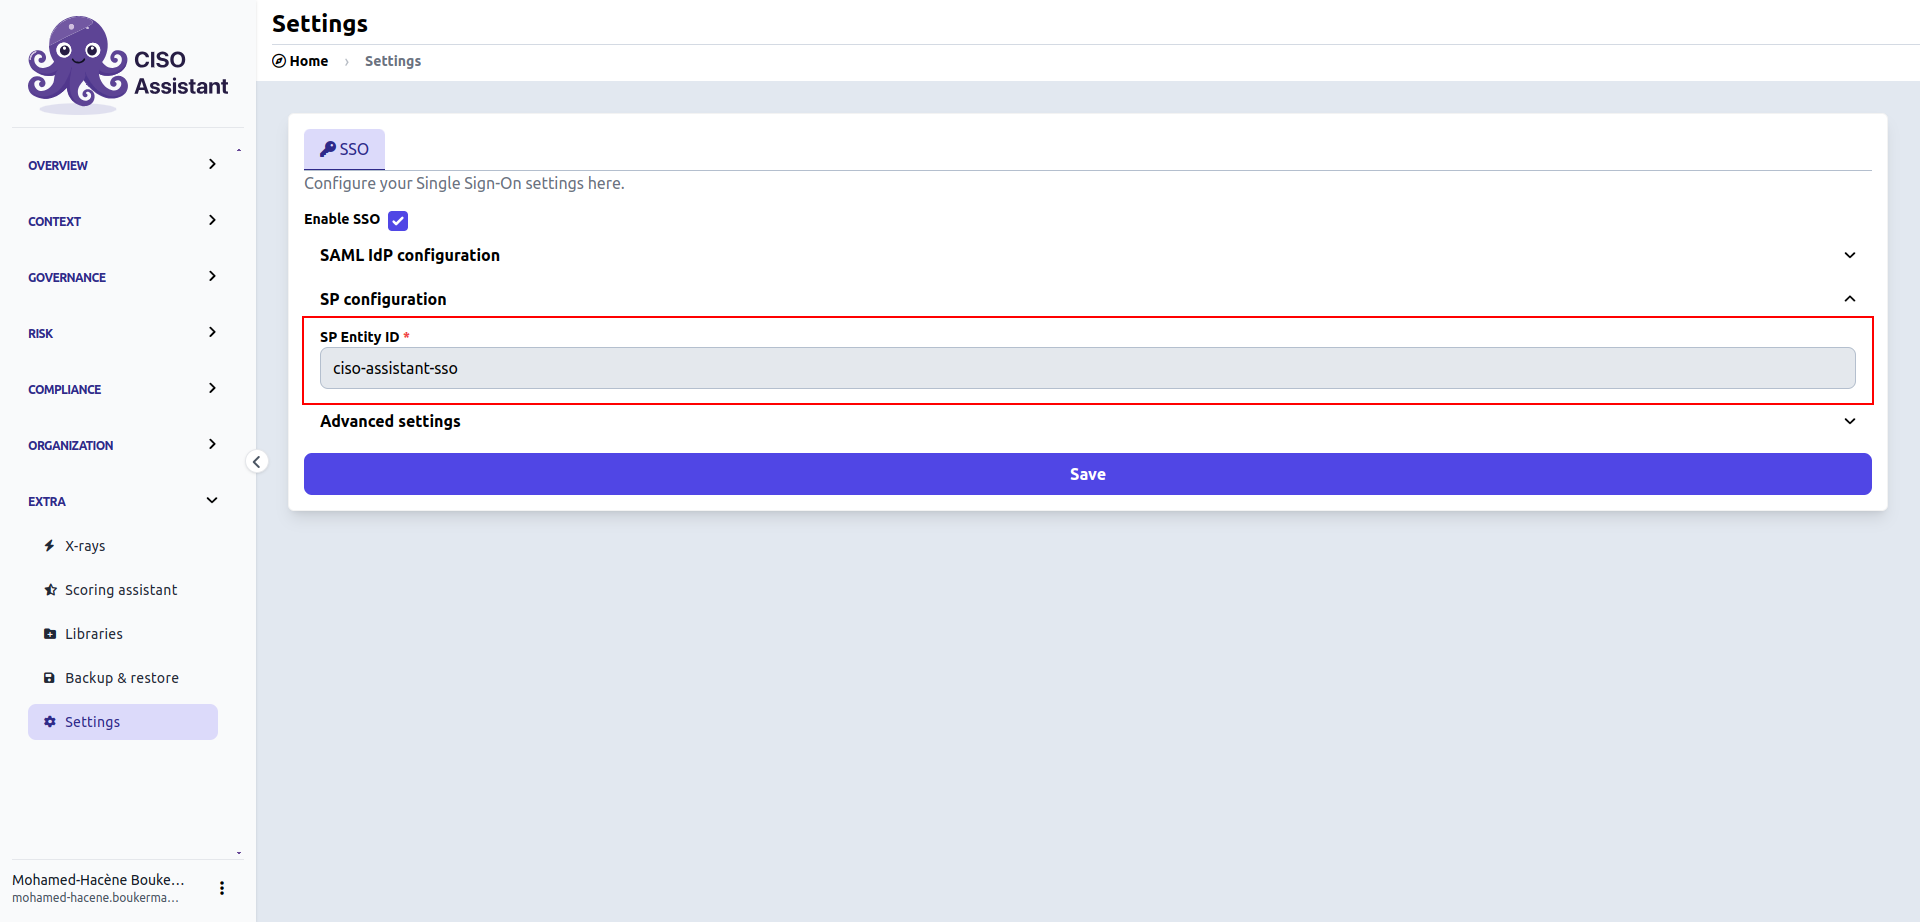 CISO
Assistant
OVERVIEW
CONTEXT
GOVERNANCE
RISK
COMPLIANCE
ORGANIZATION
EXTRA
X-rays
Scoring assistant
Libraries
Backup & restore
Settings
Mohamed-Hacène Bouke...
mohamed-hacene.boukerma...
Settings
Home › Settings
SSO
Configure your Single Sign-On settings here.
Enable SSO
SAML IdP configuration
SP configuration
SP Entity ID *
ciso-assistant-sso
Advanced settings
Save